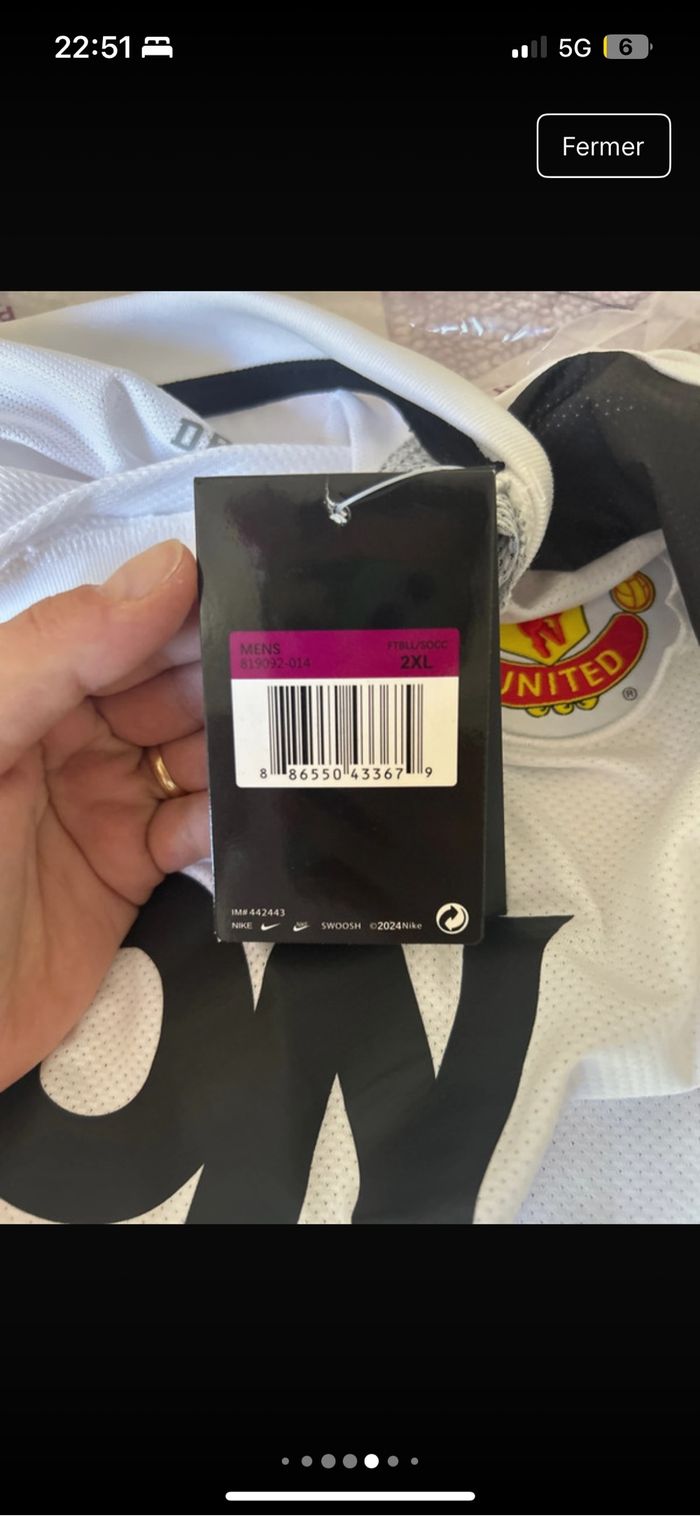 22:51
5G 6
Fermer
MENS
819092-014
FTBLL/SOCC
2XL
8 86550 43367 9
UNITED
®
IM# 442443
NIKE SWOOSH ©2024Nike